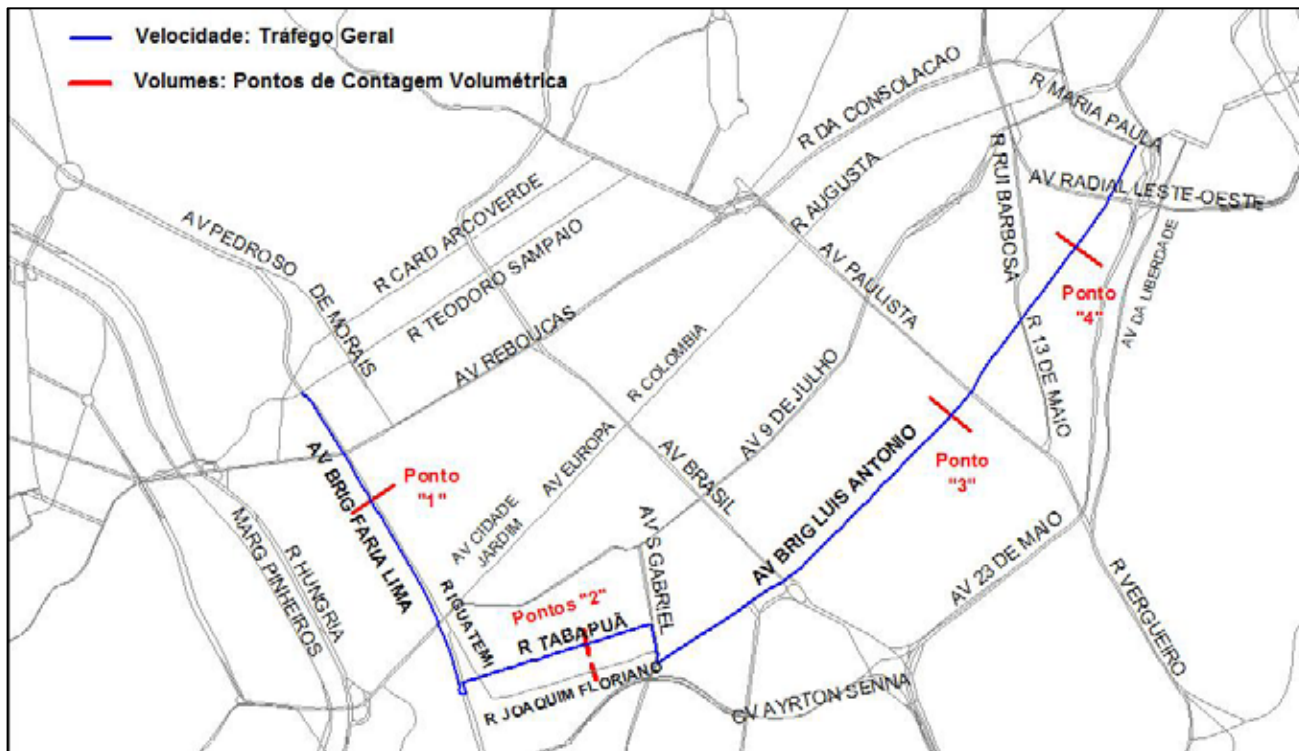 Velocidade: Tráfego Geral
Volumes: Pontos de Contagem Volumétrica
R DA CONSOLACAO
R MARIA PAULA
R AUGUSTA
R RUI BARBOSA
AV RADIAL LESTE-OESTE
AV PEDROSO
DE MORAIS
R CARD ARCOVERDE
R TEODORO SAMPAIO
AV REBOUCAS
AV PAULISTA
Ponto
"4"
AV DA LIBERDADE
R 13 DE MAIO
R COLOMBIA
AV 9 DE JULHO
AV EUROPA
AV BRASIL
Ponto
"1"
AV BRIG FARIA LIMA
AV CIDADE
JARDIM
Ponto
"3"
AV BRIG LUIS ANTONIO
MARG PINHEIROS
R HUNGRIA
R IGUATEMI
AV S GABRIEL
AV 23 DE MAIO
R VERGUEIRO
Pontos "2"
R TABAPUÃ
R JOAQUIM FLORIANO
CV AYRTON SENNA